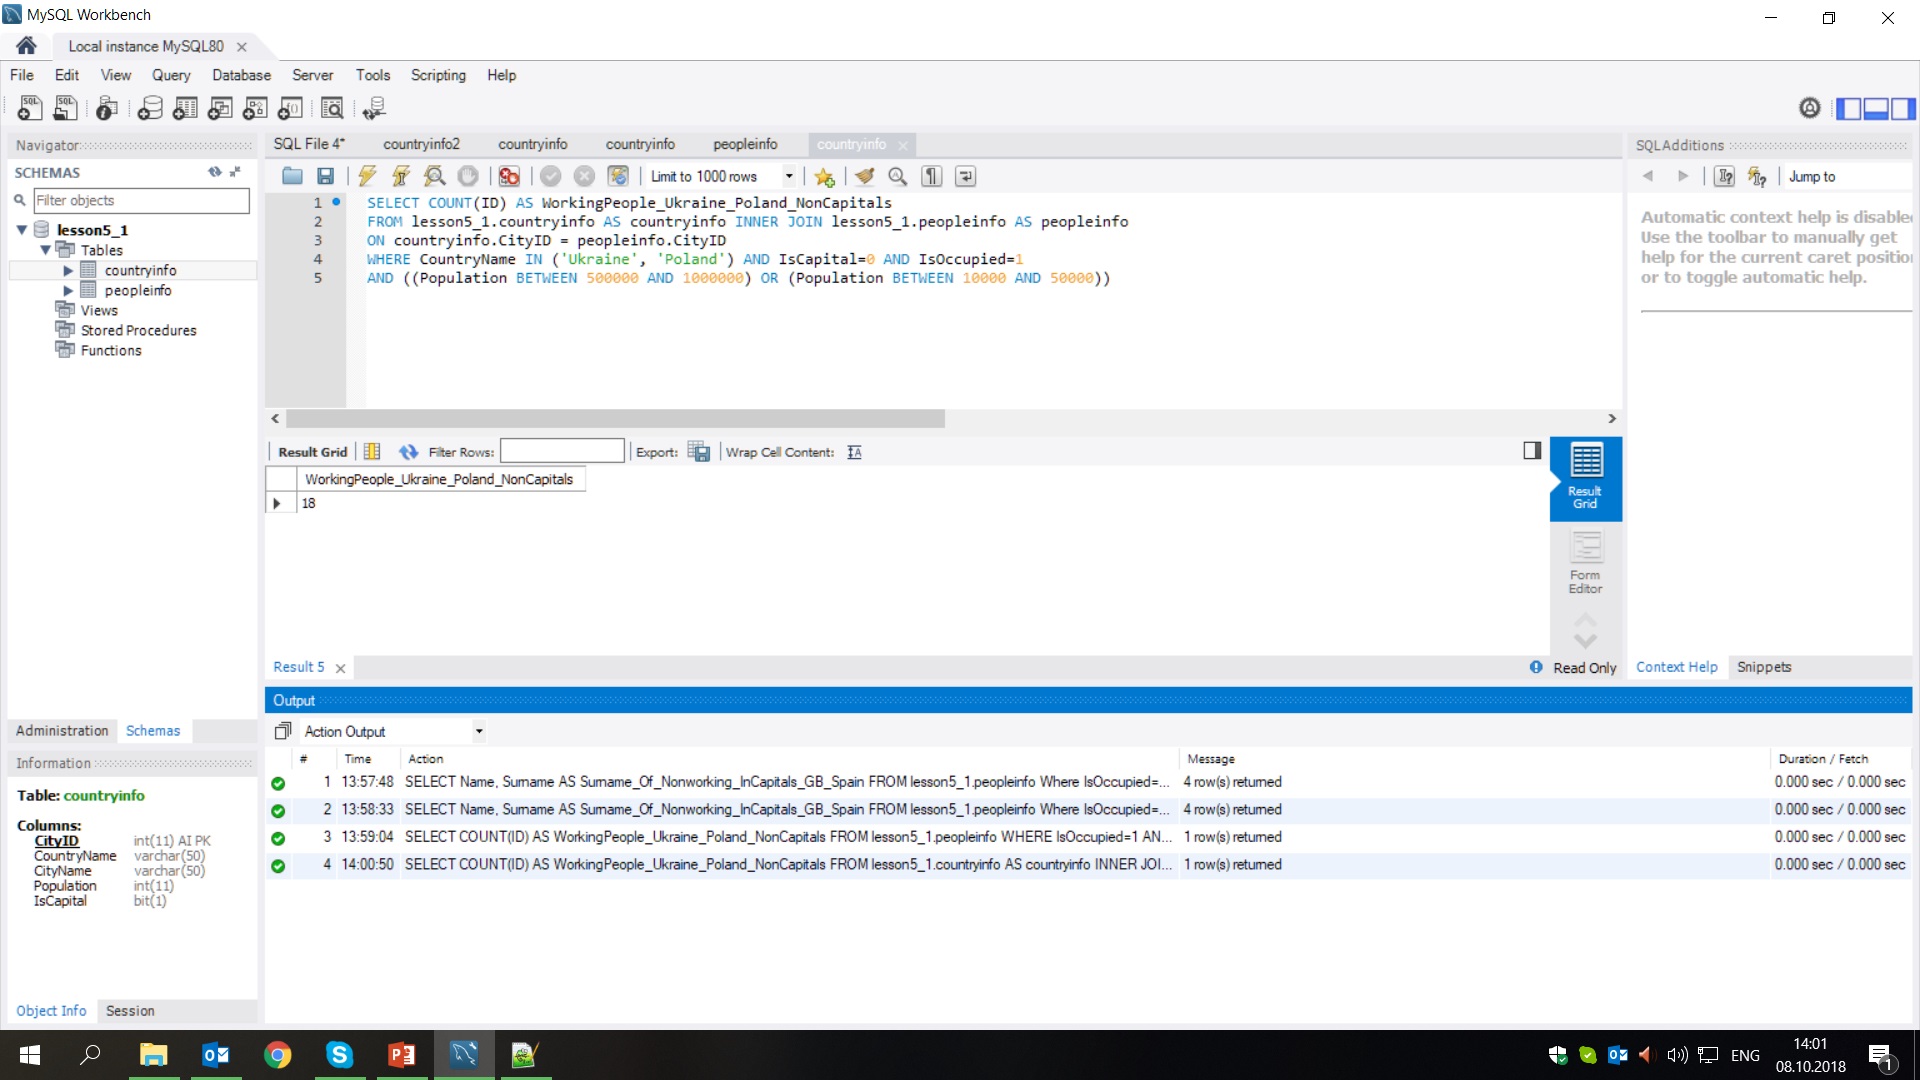 MySQL Workbench
Local instance MySQL80
File Edit View Query Database Server Tools Scripting Help
Navigator
SCHEMAS
Filter objects
lesson5_1
Tables
countryinfo
peopleinfo
Views
Stored Procedures
Functions
Administration Schemas
Information
Table: countryinfo
Columns:
CityID int(11) AI PK
CountryName varchar(50)
CityName varchar(50)
Population int(11)
IsCapital bit(1)
Object Info Session
SQL File 4* countryinfo2 countryinfo countryinfo peopleinfo countryinfo
Limit to 1000 rows
1 SELECT COUNT(ID) AS WorkingPeople_Ukraine_Poland_NonCapitals
2 FROM lesson5_1.countryinfo AS countryinfo INNER JOIN lesson5_1.peopleinfo AS peopleinfo
3 ON countryinfo.CityID = peopleinfo.CityID
4 WHERE CountryName IN ('Ukraine', 'Poland') AND IsCapital=0 AND IsOccupied=1
5 AND ((Population BETWEEN 500000 AND 1000000) OR (Population BETWEEN 10000 AND 50000))
Result Grid Filter Rows: Export: Wrap Cell Content:
WorkingPeople_Ukraine_Poland_NonCapitals
18
Result Grid
Form Editor
Result 5
Read Only
SQLAdditions
Jump to
Automatic context help is disable
Use the toolbar to manually get
help for the current caret positio
or to toggle automatic help.
Context Help Snippets
Output
Action Output
# Time Action Message Duration / Fetch
1 13:57:48 SELECT Name, Surname AS Surname_Of_Nonworking_InCapitals_GB_Spain FROM lesson5_1.peopleinfo Where IsOccupied=... 4 row(s) returned 0.000 sec / 0.000 sec
2 13:58:33 SELECT Name, Surname AS Surname_Of_Nonworking_InCapitals_GB_Spain FROM lesson5_1.peopleinfo Where IsOccupied=... 4 row(s) returned 0.000 sec / 0.000 sec
3 13:59:04 SELECT COUNT(ID) AS WorkingPeople_Ukraine_Poland_NonCapitals FROM lesson5_1.peopleinfo WHERE IsOccupied=1 AN... 1 row(s) returned 0.000 sec / 0.000 sec
4 14:00:50 SELECT COUNT(ID) AS WorkingPeople_Ukraine_Poland_NonCapitals FROM lesson5_1.countryinfo AS countryinfo INNER JOI... 1 row(s) returned 0.000 sec / 0.000 sec
ENG
14:01
08.10.2018
1